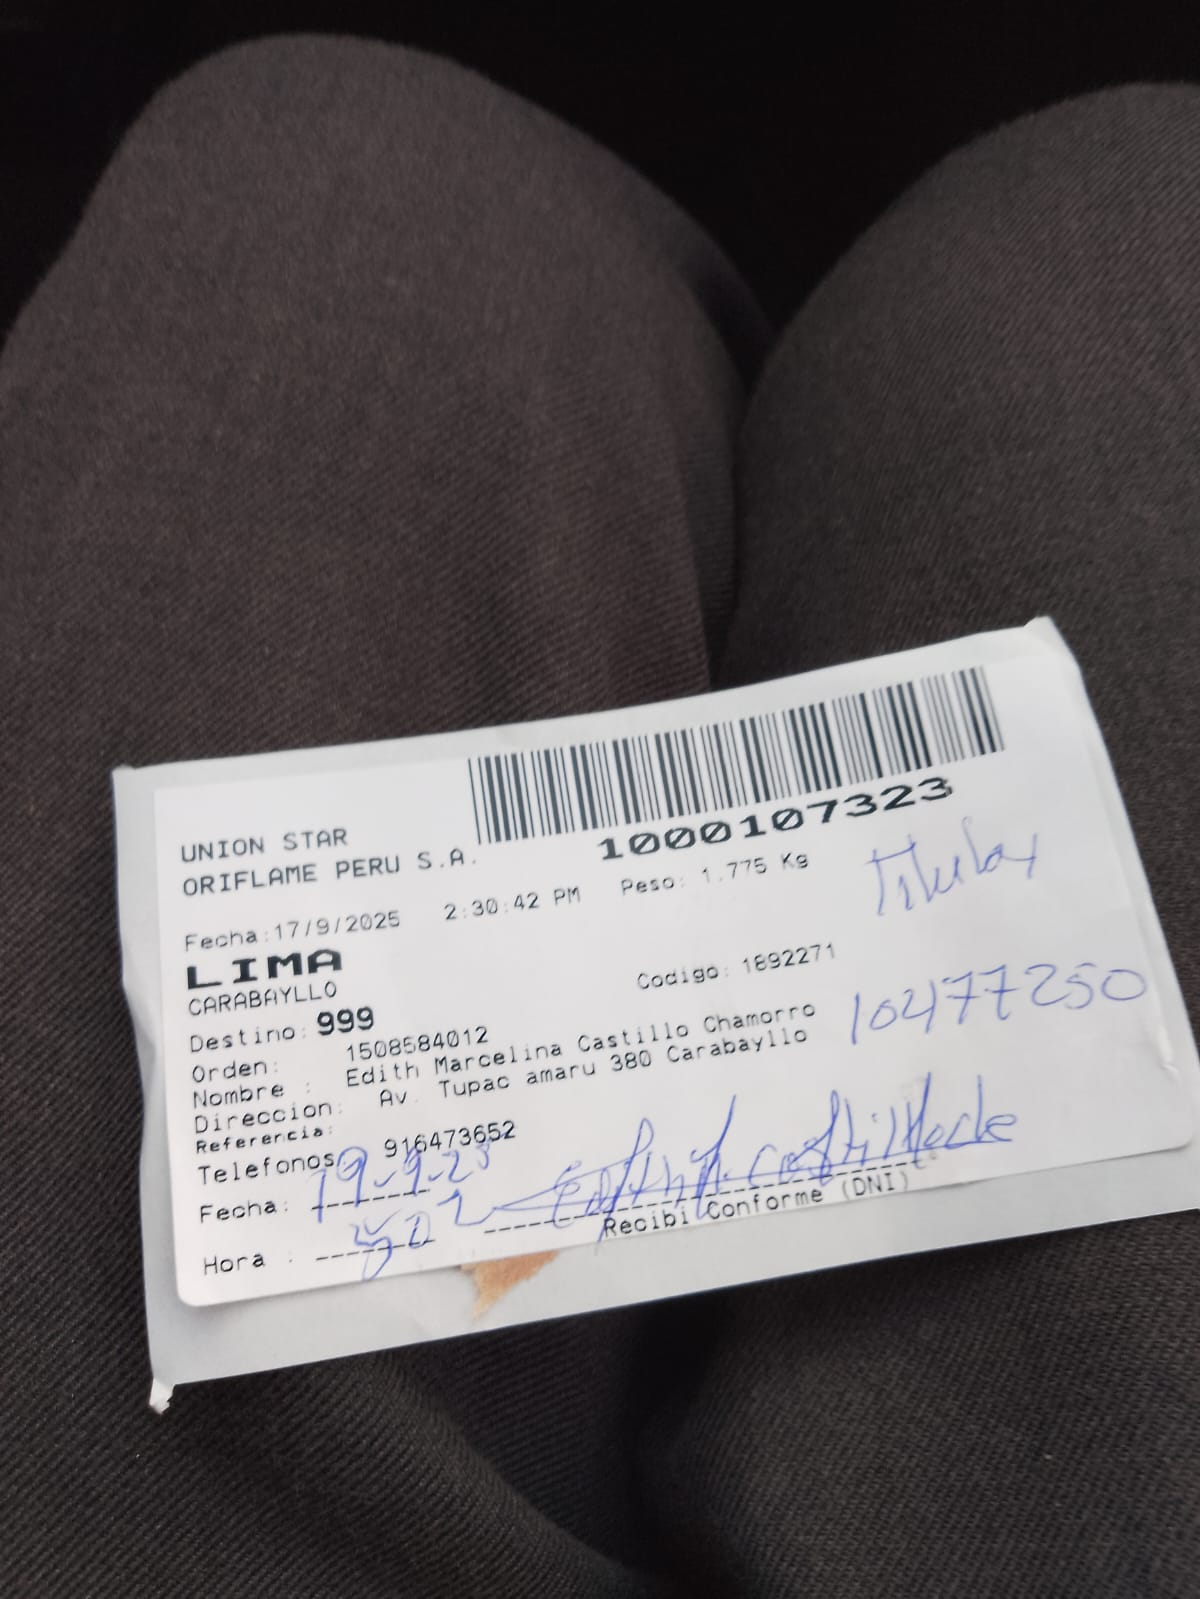 1000107323
UNION STAR
ORIFLAME PERU S.A.
Fecha:17/9/2025 2:30:42 PM Peso: 1.775 Kg
Titular
LIMA
CARABAYLLO Codigo: 1892271
Destino: 999
10477250
Orden: 1508584012
Nombre : Edith Marcelina Castillo Chamorro
Direccion: Av. Tupac amaru 380 Carabayllo
Referencia:
Telefonos 916473652
Fecha: 19-9-25
Hora :
Recibi Conforme (DNI)